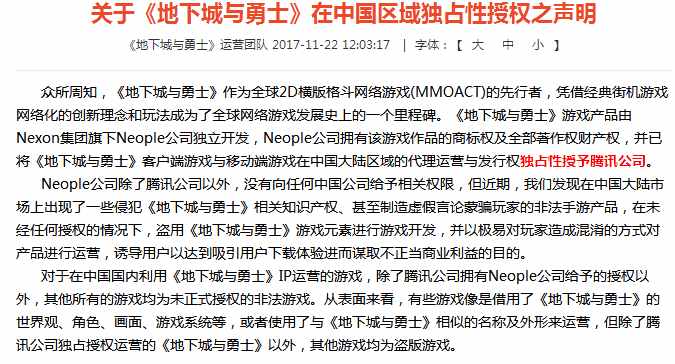 关于《地下城与勇士》在中国区域独占性授权之声明
《地下城与勇士》运营团队 2017-11-22 12:03:17 | 字体：【 大 中 小 】
众所周知，《地下城与勇士》作为全球2D横版格斗网络游戏(MMOACT)的先行者，凭借经典街机游戏
网络化的创新理念和玩法成为了全球网络游戏发展史上的一个里程碑。《地下城与勇士》游戏产品由
Nexon集团旗下Neople公司独立开发，Neople公司拥有该游戏作品的商标权及全部著作权财产权，并已
将《地下城与勇士》客户端游戏与移动端游戏在中国大陆区域的代理运营与发行权独占性授予腾讯公司。
Neople公司除了腾讯公司以外，没有向任何中国公司给予相关权限，但近期，我们发现在中国大陆市
场上出现了一些侵犯《地下城与勇士》相关知识产权、甚至制造虚假言论蒙骗玩家的非法手游产品，在未
经任何授权的情况下，盗用《地下城与勇士》游戏元素进行游戏开发，并以极易对玩家造成混淆的方式对
产品进行运营，诱导用户以达到吸引用户下载体验进而谋取不正当商业利益的目的。
对于在中国国内利用《地下城与勇士》IP运营的游戏，除了腾讯公司拥有Neople公司给予的授权以
外，其他所有的游戏均为未正式授权的非法游戏。从表面来看，有些游戏像是借用了《地下城与勇士》的
世界观、角色、画面、游戏系统等，或者使用了与《地下城与勇士》相似的名称及外形来运营，但除了腾
讯公司独占授权运营的《地下城与勇士》以外，其他游戏均为盗版游戏。